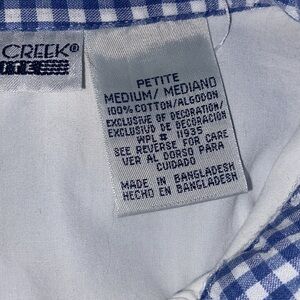 CREEK®
PETITE
MEDIUM/ MEDIANO
100% COTTON/ALGODON
EXCLUSIVE OF DECORATION/
EXCLUSIVO DE DECORACION
WPL# 11935
SEE REVERSE FOR CARE
VER AL DORSO PARA
CUIDADO
MADE IN BANGLADESH
HECHO EN BANGLADESH